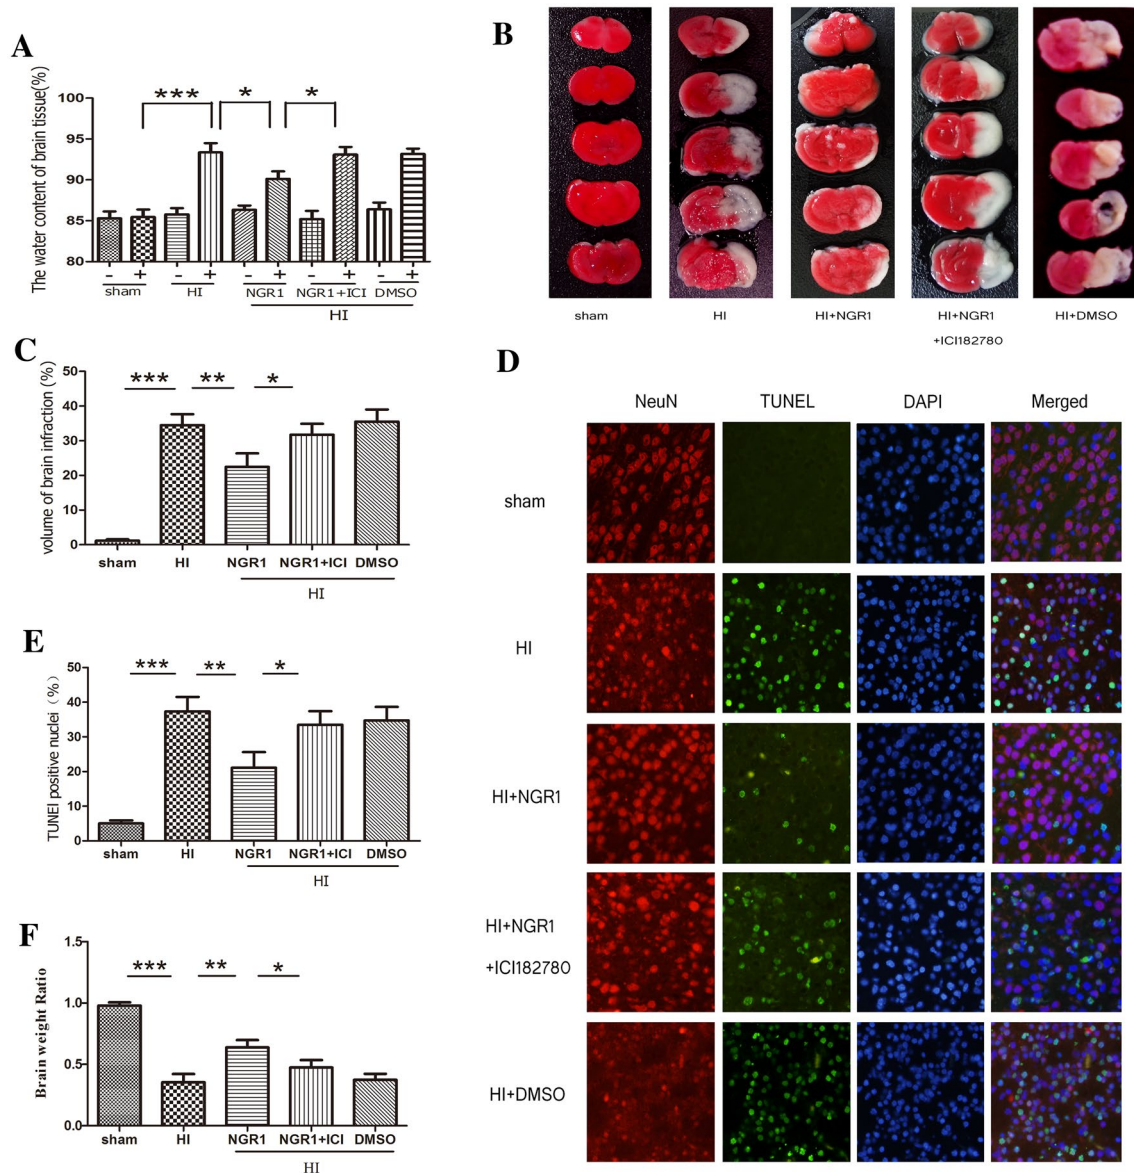 A
The water content of brain tissue(%)
100
95
90
85
80
*** * *
- + - + - + - + - +
sham HI NGR1 NGR1+ICI DMSO
HI
B
sham HI HI+NGR1 HI+NGR1 HI+DMSO
+ICI182780
C
volume of brain infraction (%)
50
40
30
20
10
0
*** ** *
sham HI NGR1 NGR1+ICI DMSO
HI
D
NeuN TUNEL DAPI Merged
sham
HI
HI+NGR1
HI+NGR1
+ICI182780
HI+DMSO
E
TUNEl positive nuclei (%)
50
40
30
20
10
0
*** ** *
sham HI NGR1 NGR1+ICI DMSO
HI
F
Brain weight Ratio
1.5
1.0
0.5
0.0
*** ** *
sham HI NGR1 NGR1+ICI DMSO
HI